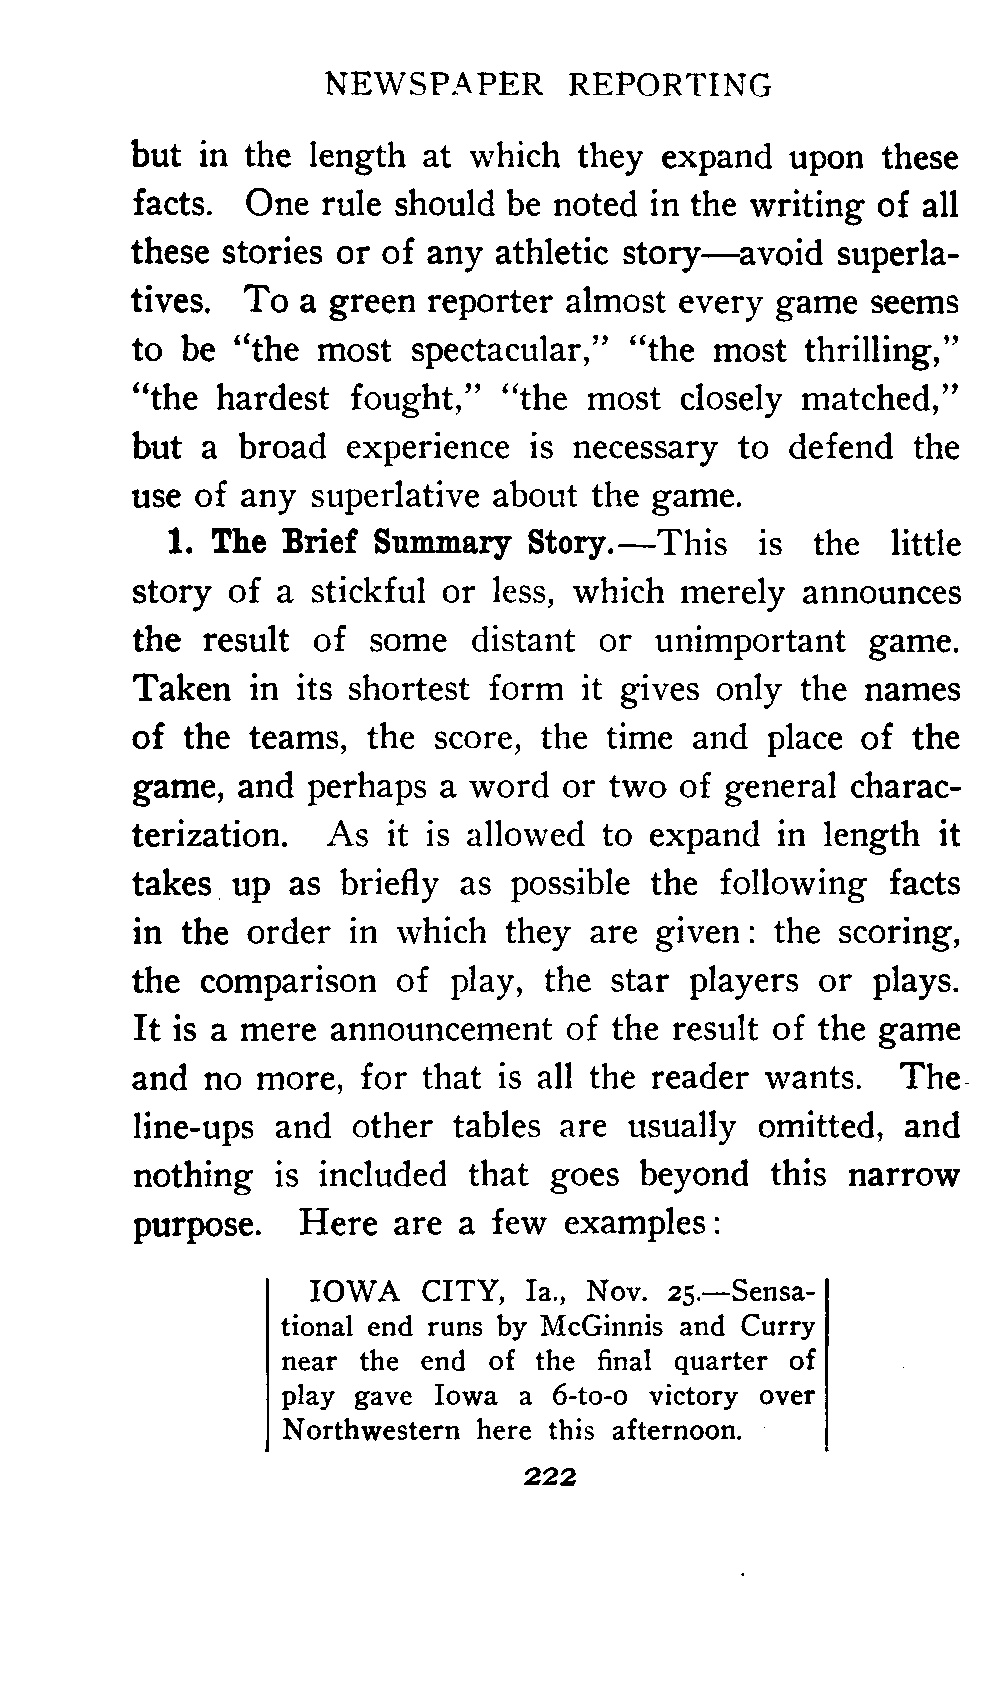 NEWSPAPER REPORTING
but in the length at which they expand upon these
facts. One rule should be noted in the writing of all
these stories or of any athletic story—avoid superla-
tives. To a green reporter almost every game seems
to be "the most spectacular," "the most thrilling,"
"the hardest fought," "the most closely matched,"
but a broad experience is necessary to defend the
use of any superlative about the game.
1. The Brief Summary Story.—This is the little
story of a stickful or less, which merely announces
the result of some distant or unimportant game.
Taken in its shortest form it gives only the names
of the teams, the score, the time and place of the
game, and perhaps a word or two of general charac-
terization. As it is allowed to expand in length it
takes up as briefly as possible the following facts
in the order in which they are given: the scoring,
the comparison of play, the star players or plays.
It is a mere announcement of the result of the game
and no more, for that is all the reader wants. The
line-ups and other tables are usually omitted, and
nothing is included that goes beyond this narrow
purpose. Here are a few examples:
IOWA CITY, Ia., Nov. 25.—Sensa-
tional end runs by McGinnis and Curry
near the end of the final quarter of
play gave Iowa a 6-to-0 victory over
Northwestern here this afternoon.
222